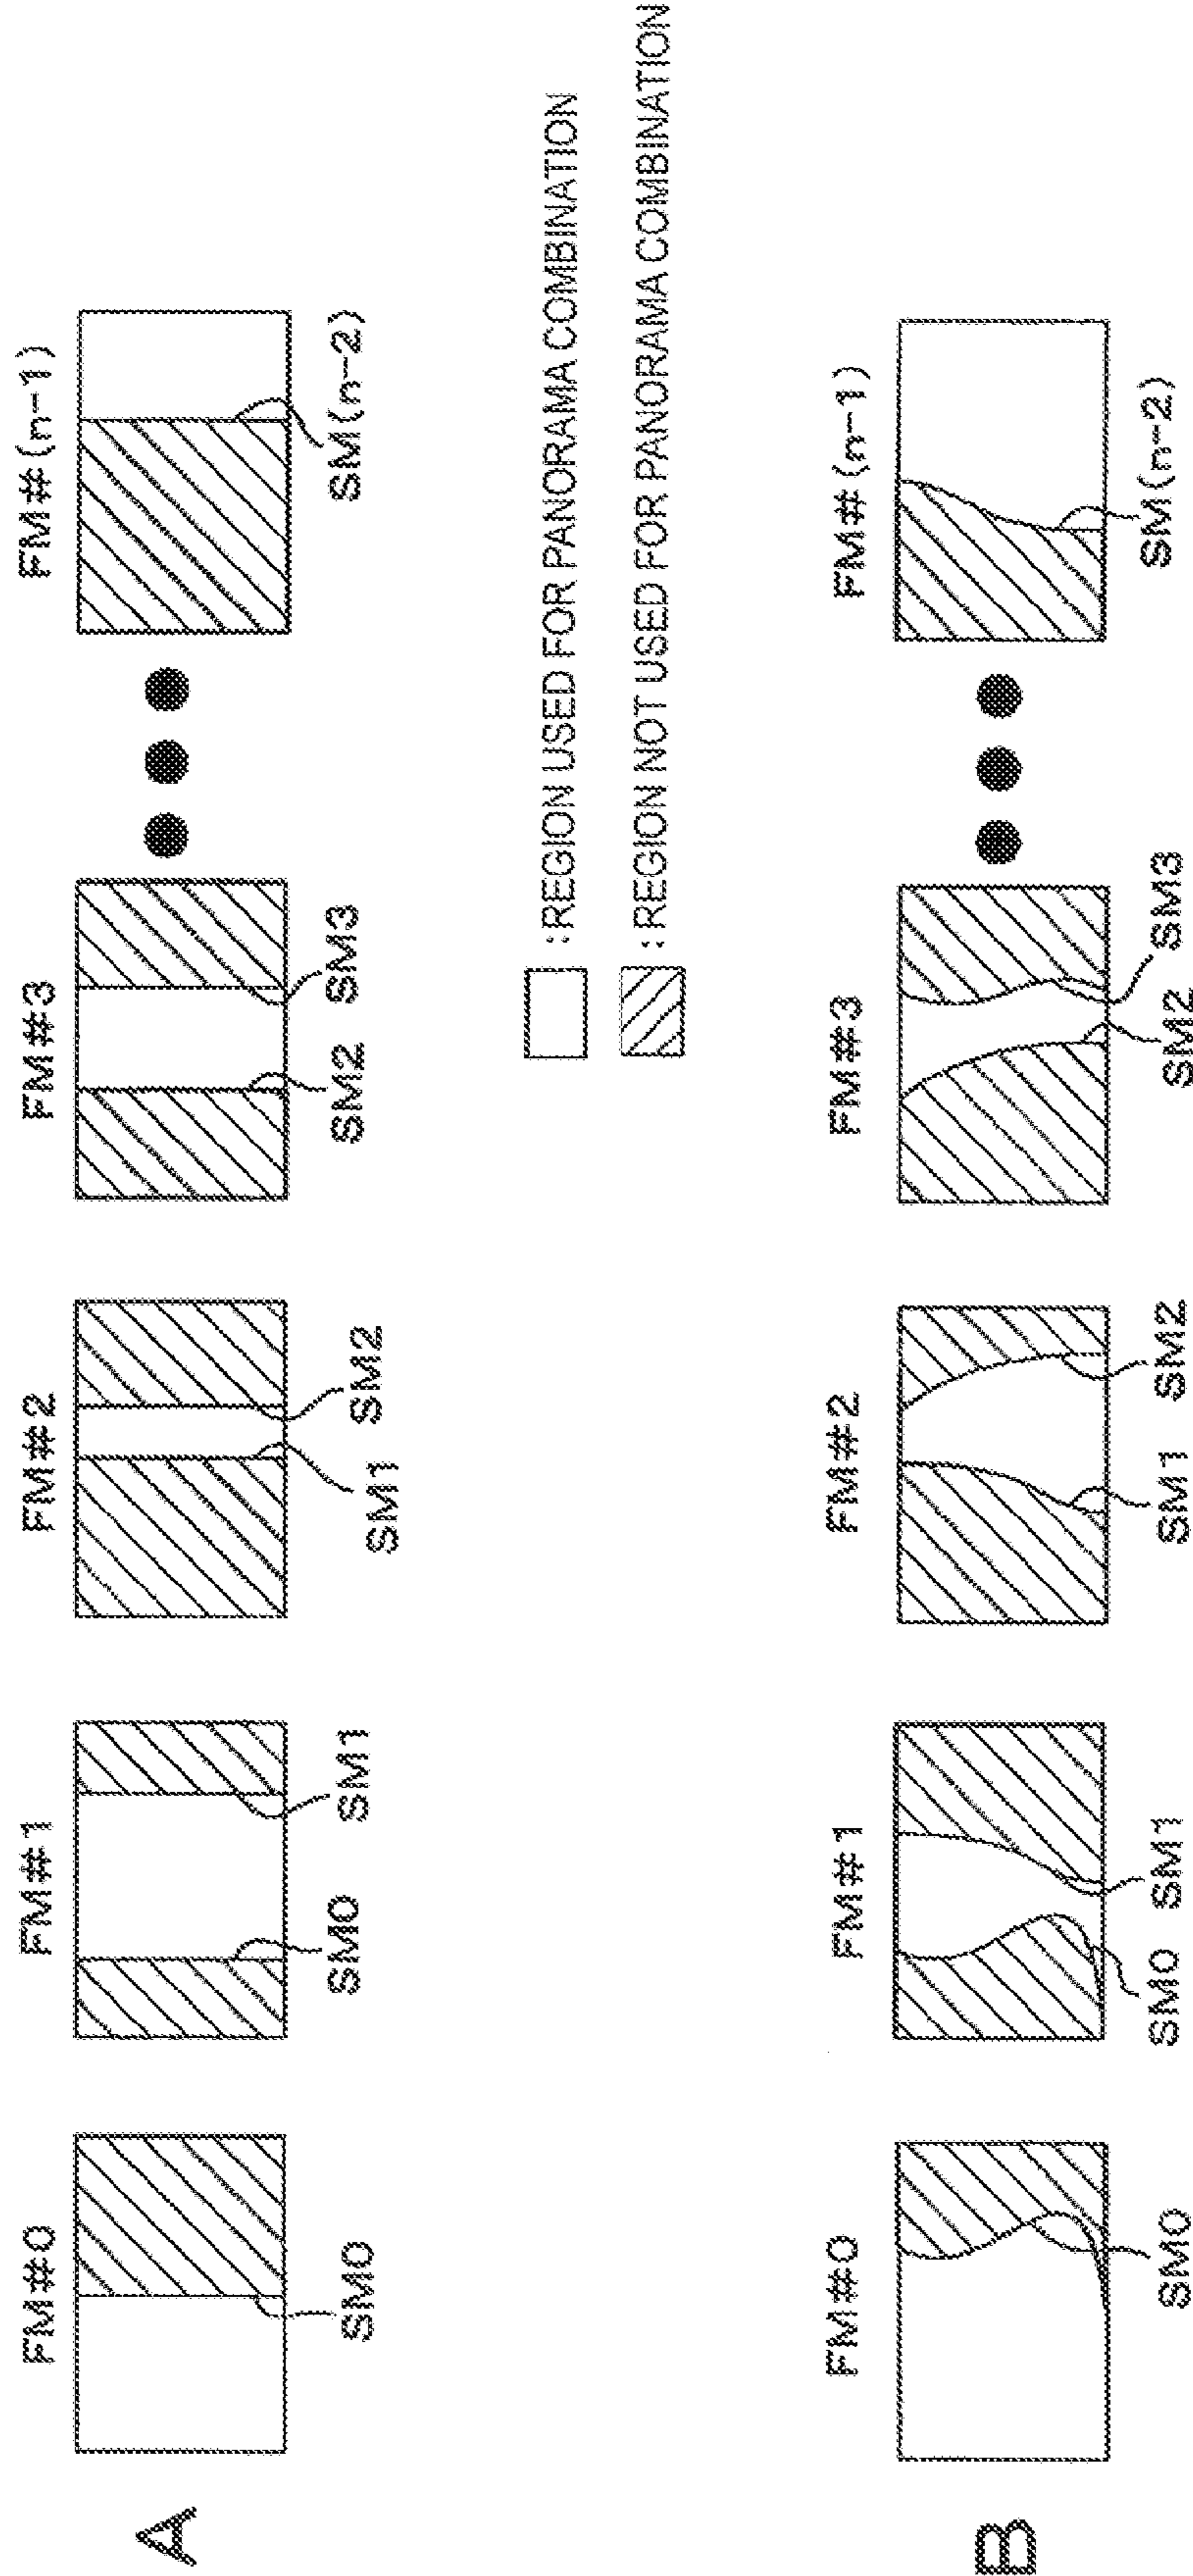 A
FM#0
FM#1
FM#2
FM#3
FM#(n-1)
SM0
SM0
SM1
SM1
SM2
SM2
SM3
SM(n-2)
:REGION USED FOR PANORAMA COMBINATION
:REGION NOT USED FOR PANORAMA COMBINATION
B
FM#0
FM#1
FM#2
FM#3
FM#(n-1)
SM0
SM0
SM1
SM1
SM2
SM2
SM3
SM(n-2)